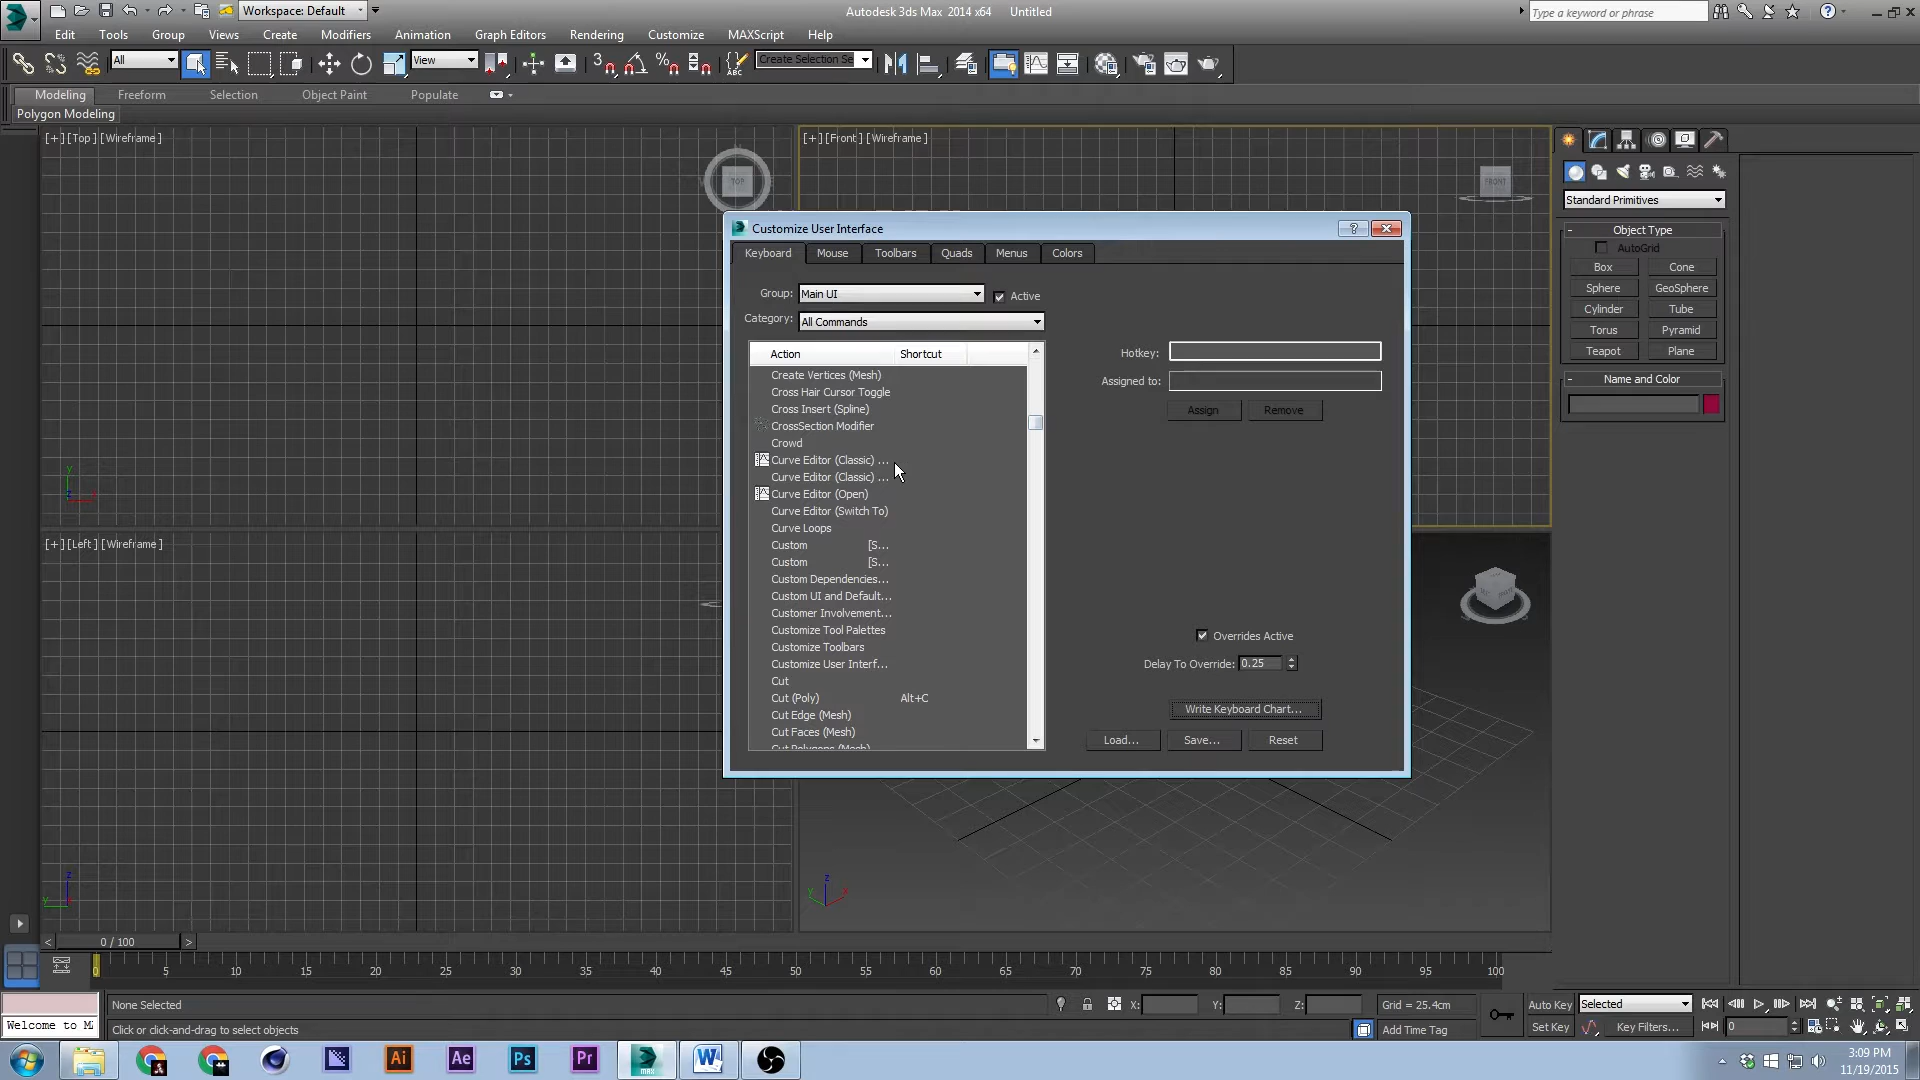 Workspace: Default
Autodesk 3ds Max 2014 x64 Untitled
Type a keyword or phrase
Edit Tools Group Views Create Modifiers Animation Graph Editors Rendering Customize MAXScript Help
All
View
Create Selection Se
Modeling Freeform Selection Object Paint Populate
Polygon Modeling
[+][Top][Wireframe]
TOP
[+][Front][Wireframe]
FRONT
[+][Left][Wireframe]
Customize User Interface
Keyboard Mouse Toolbars Quads Menus Colors
Group: Main UI Active
Category: All Commands
Action Shortcut
Create Vertices (Mesh)
Cross Hair Cursor Toggle
Cross Insert (Spline)
CrossSection Modifier
Crowd
Curve Editor (Classic) ...
Curve Editor (Classic) ...
Curve Editor (Open)
Curve Editor (Switch To)
Curve Loops
Custom [S...
Custom [S...
Custom Dependencies...
Custom UI and Default...
Customer Involvement...
Customize Tool Palettes
Customize Toolbars
Customize User Interf...
Cut
Cut (Poly) Alt+C
Cut Edge (Mesh)
Cut Faces (Mesh)
Cut Polygons (Mesh)
Hotkey:
Assigned to:
Assign Remove
Overrides Active
Delay To Override: 0.25
Write Keyboard Chart...
Load... Save... Reset
Standard Primitives
Object Type
AutoGrid
Box Cone
Sphere GeoSphere
Cylinder Tube
Torus Pyramid
Teapot Plane
Name and Color
0 / 100
0 5 10 15 20 25 30 35 40 45 50 55 60 65 70 75 80 85 90 95 100
None Selected
X: Y: Z: Grid = 25.4cm
Auto Key Selected
Welcome to M
Click or click-and-drag to select objects
Add Time Tag
Set Key Key Filters...
0
Ai Ae Ps Pr MAX W
3:09 PM
11/19/2015